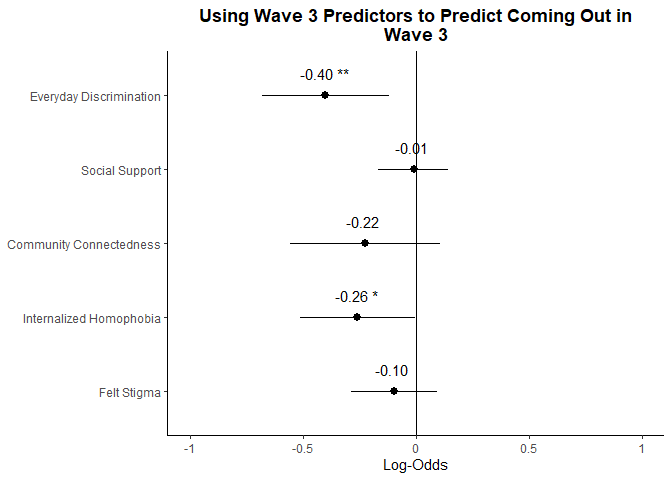 Using Wave 3 Predictors to Predict Coming Out in
Wave 3
-0.40 **
Everyday Discrimination
-0.01
Social Support
-0.22
Community Connectedness
-0.26 *
Internalized Homophobia
-0.10
Felt Stigma
-1 -0.5 0 0.5 1
Log-Odds